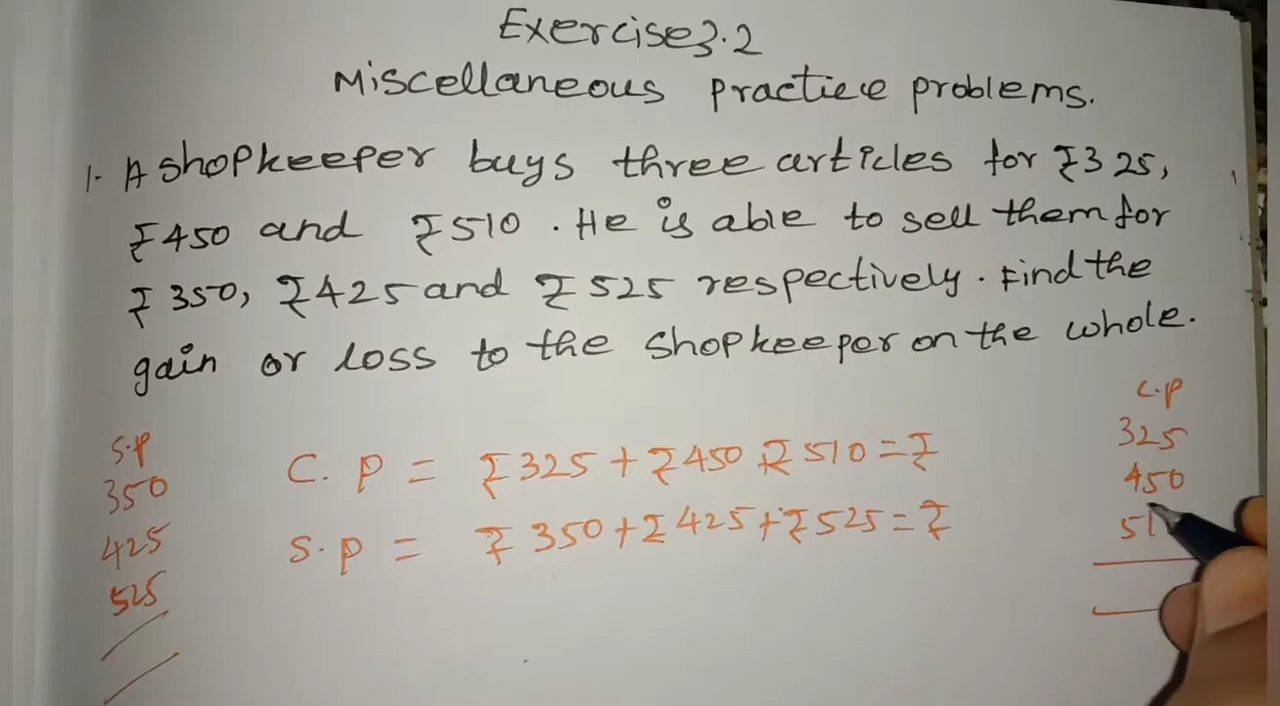 Exercise3.2
Miscellaneous practice problems.
1. A shopkeeper buys three articles for ₹325,
₹450 and ₹510. He is able to sell them for
₹350, ₹425 and ₹525 respectively. Find the
gain or loss to the shopkeeper on the whole.
C.P = ₹325 + ₹450 ₹510 = ₹
S.P = ₹350 + ₹425 + ₹525 = ₹
S.P
350
425
525
C.P
325
450
51